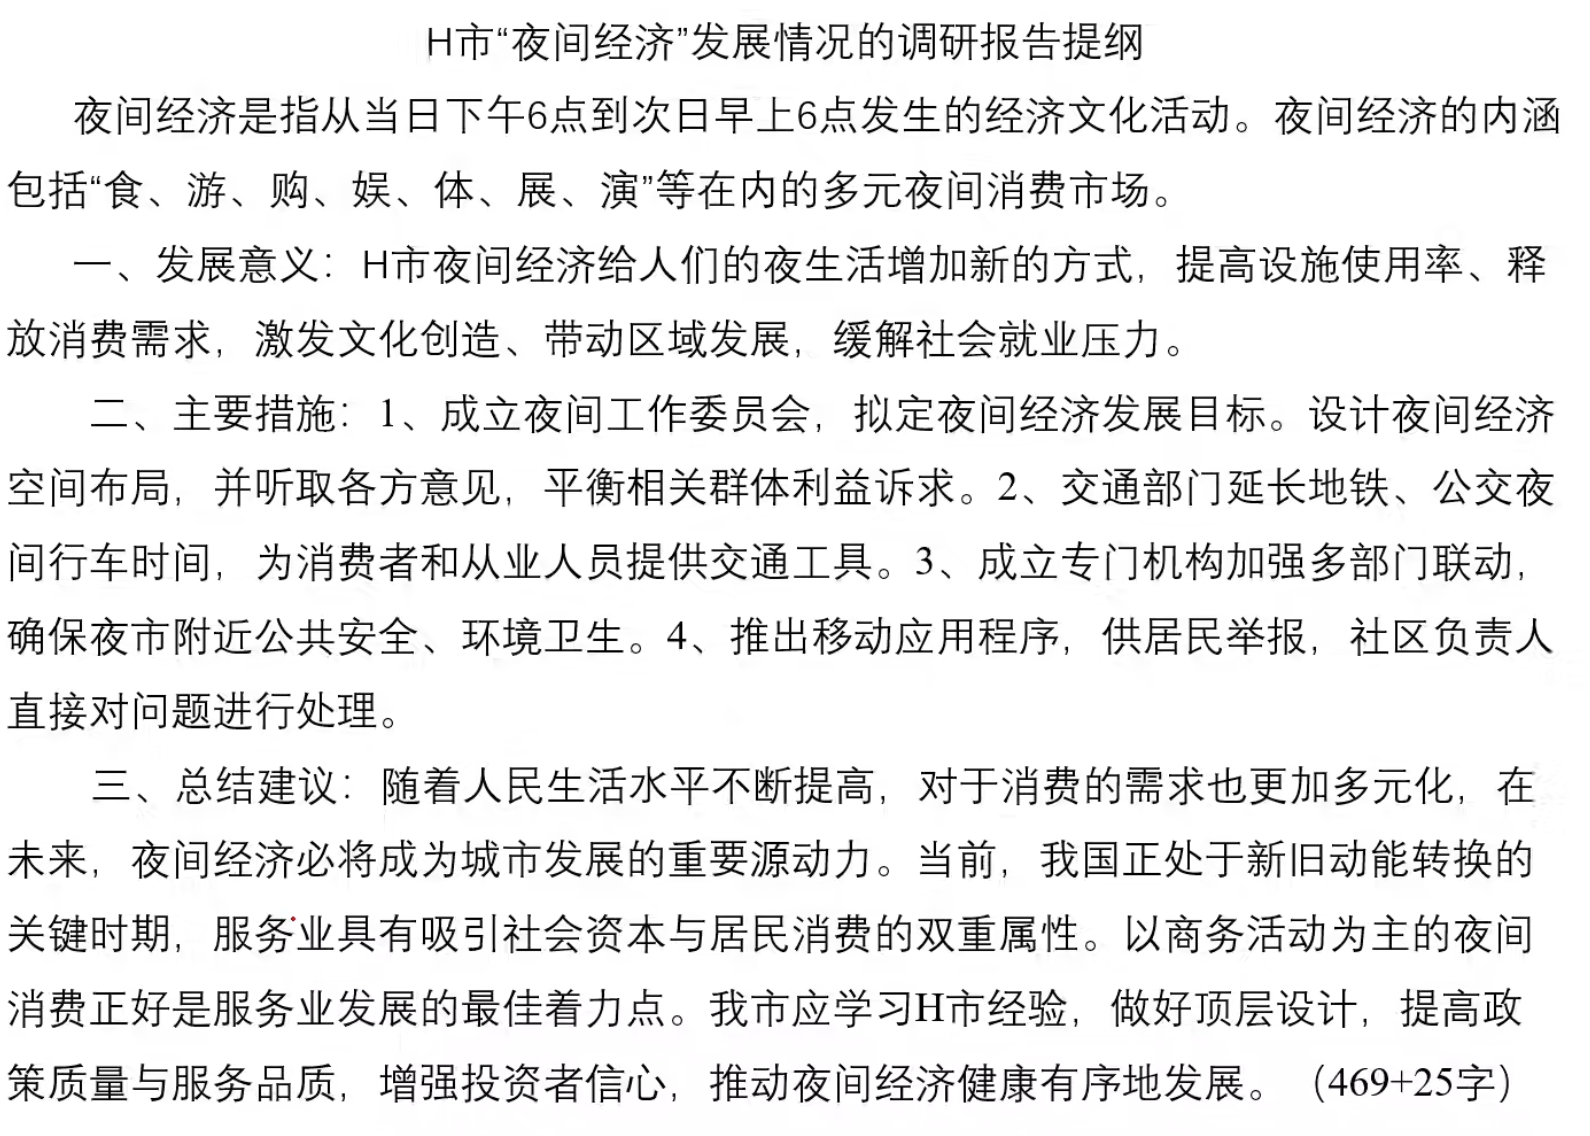 H市“夜间经济”发展情况的调研报告提纲
夜间经济是指从当日下午6点到次日早上6点发生的经济文化活动。夜间经济的内涵
包括“食、游、购、娱、体、展、演”等在内的多元夜间消费市场。
一、发展意义：H市夜间经济给人们的夜生活增加新的方式，提高设施使用率、释
放消费需求，激发文化创造、带动区域发展，缓解社会就业压力。
二、主要措施：1、成立夜间工作委员会，拟定夜间经济发展目标。设计夜间经济
空间布局，并听取各方意见，平衡相关群体利益诉求。2、交通部门延长地铁、公交夜
间行车时间，为消费者和从业人员提供交通工具。3、成立专门机构加强多部门联动，
确保夜市附近公共安全、环境卫生。4、推出移动应用程序，供居民举报，社区负责人
直接对问题进行处理。
三、总结建议：随着人民生活水平不断提高，对于消费的需求也更加多元化，在
未来，夜间经济必将成为城市发展的重要源动力。当前，我国正处于新旧动能转换的
关键时期，服务业具有吸引社会资本与居民消费的双重属性。以商务活动为主的夜间
消费正好是服务业发展的最佳着力点。我市应学习H市经验，做好顶层设计，提高政
策质量与服务品质，增强投资者信心，推动夜间经济健康有序地发展。（469+25字）